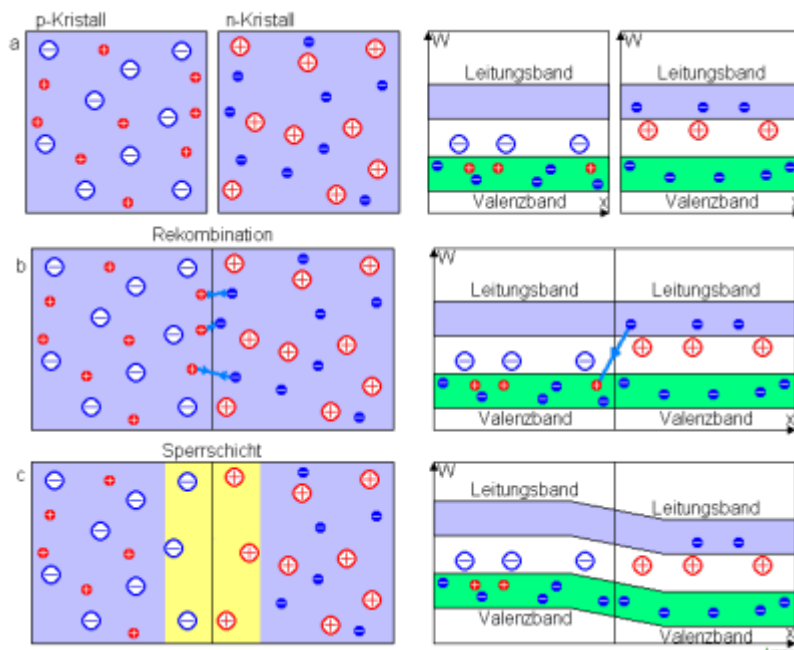 p-Kristall n-Kristall
a
W W
Leitungsband Leitungsband
Valenzband x Valenzband
Rekombination
b
W
Leitungsband Leitungsband
Valenzband Valenzband x
Sperrschicht
c
W
Leitungsband Leitungsband
Valenzband Valenzband x